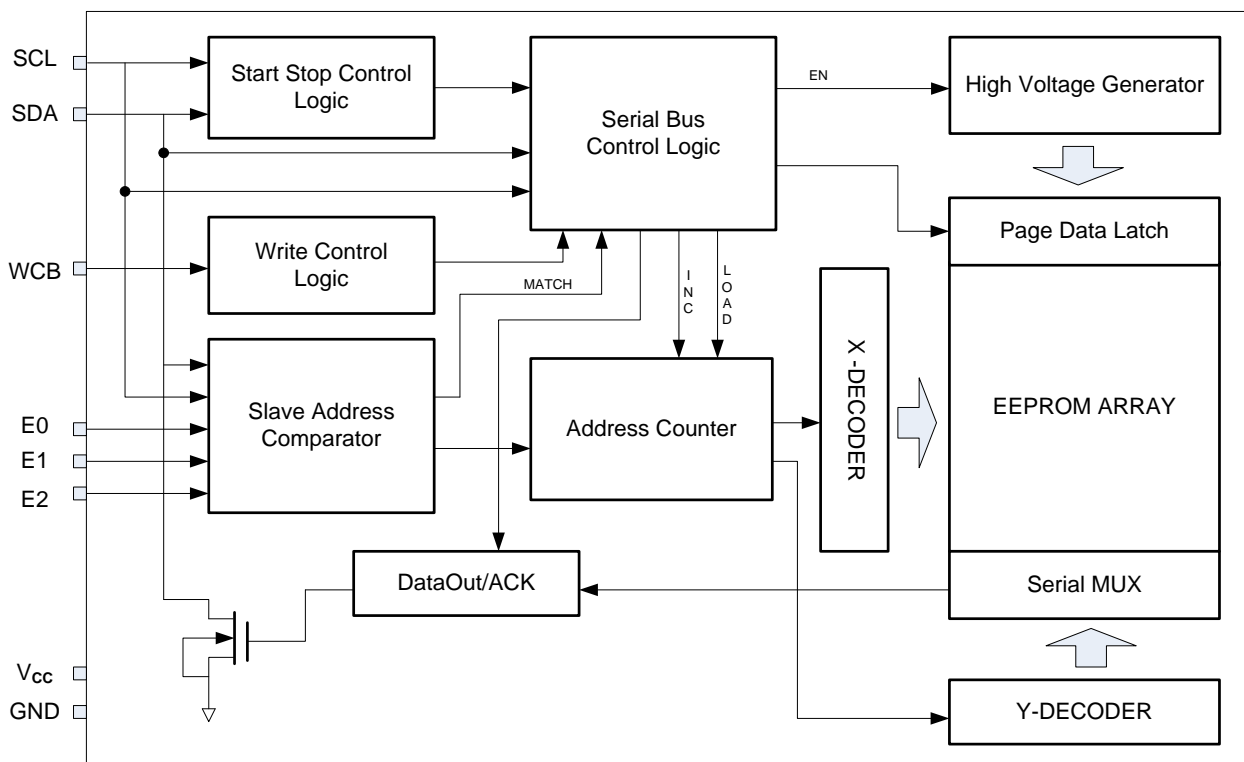 SCL
SDA
WCB
E0
E1
E2
Vcc
GND
Start Stop Control
Logic
Write Control
Logic
Slave Address
Comparator
Serial Bus
Control Logic
MATCH
INC
LOAD
EN
Address Counter
DataOut/ACK
X-DECODER
High Voltage Generator
Page Data Latch
EEPROM ARRAY
Serial MUX
Y-DECODER